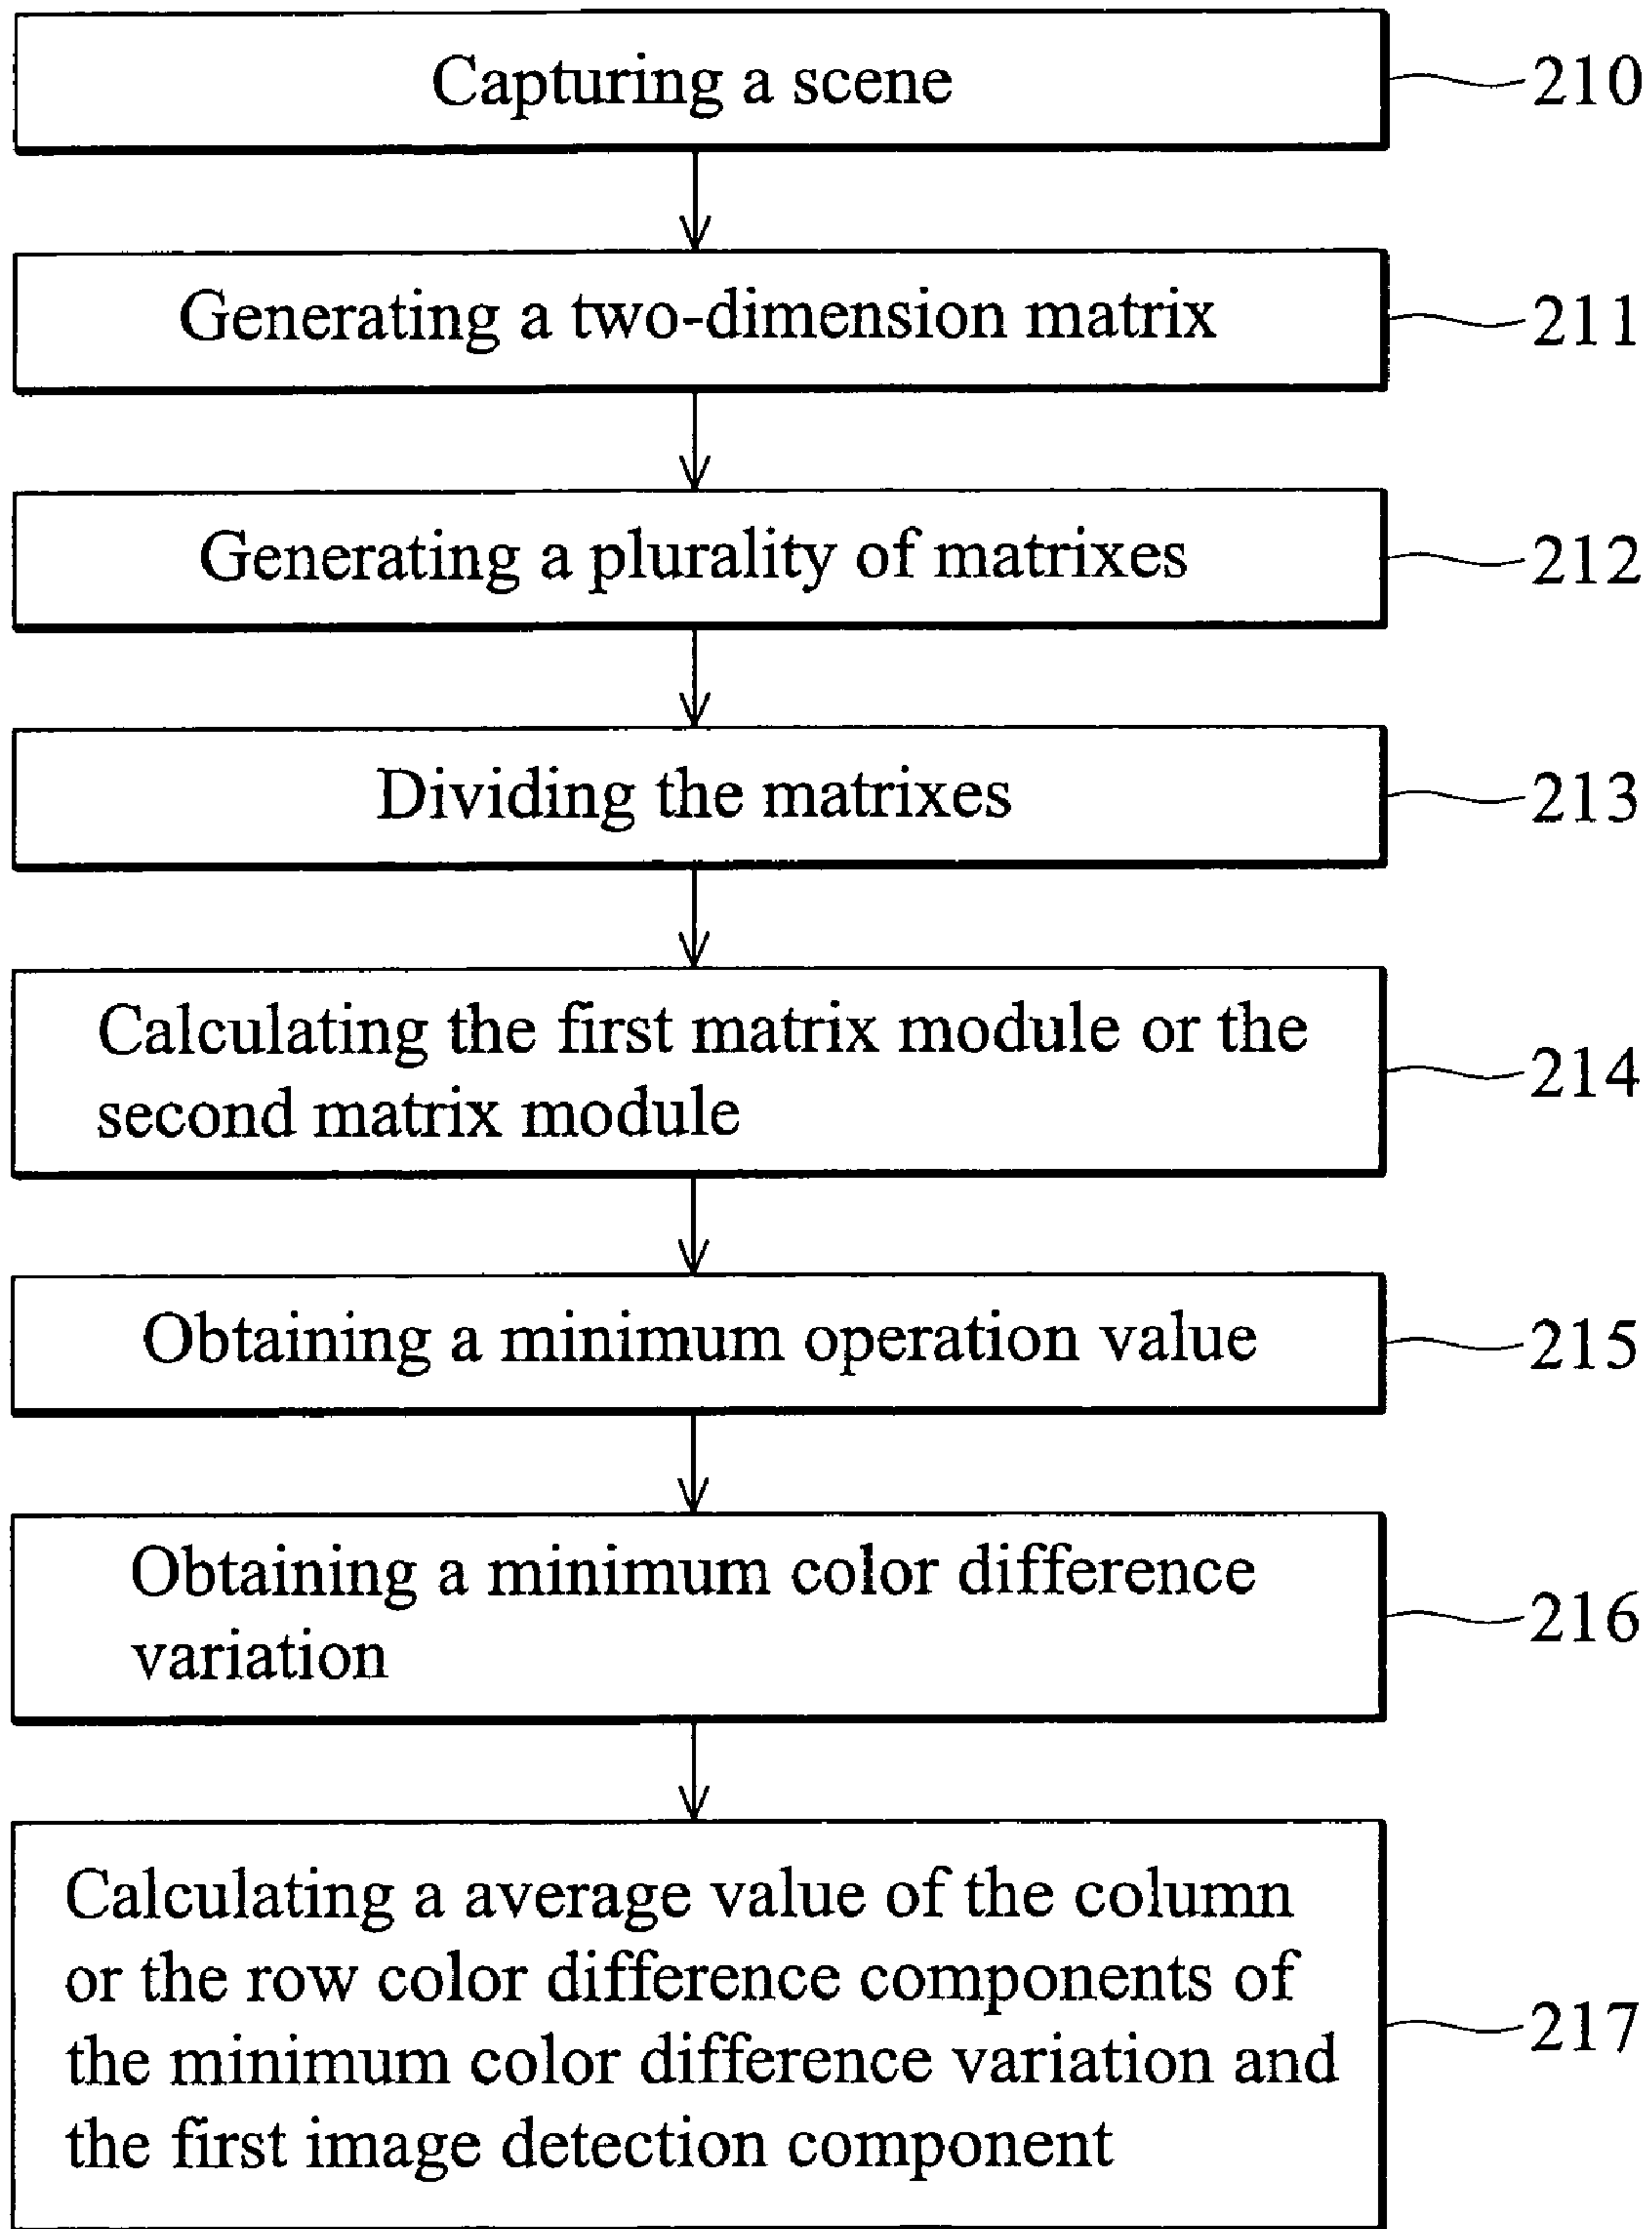 Capturing a scene
210
Generating a two-dimension matrix
211
Generating a plurality of matrixes
212
Dividing the matrixes
213
Calculating the first matrix module or the
second matrix module
214
Obtaining a minimum operation value
215
Obtaining a minimum color difference
variation
216
Calculating a average value of the column
or the row color difference components of
the minimum color difference variation and
the first image detection component
217